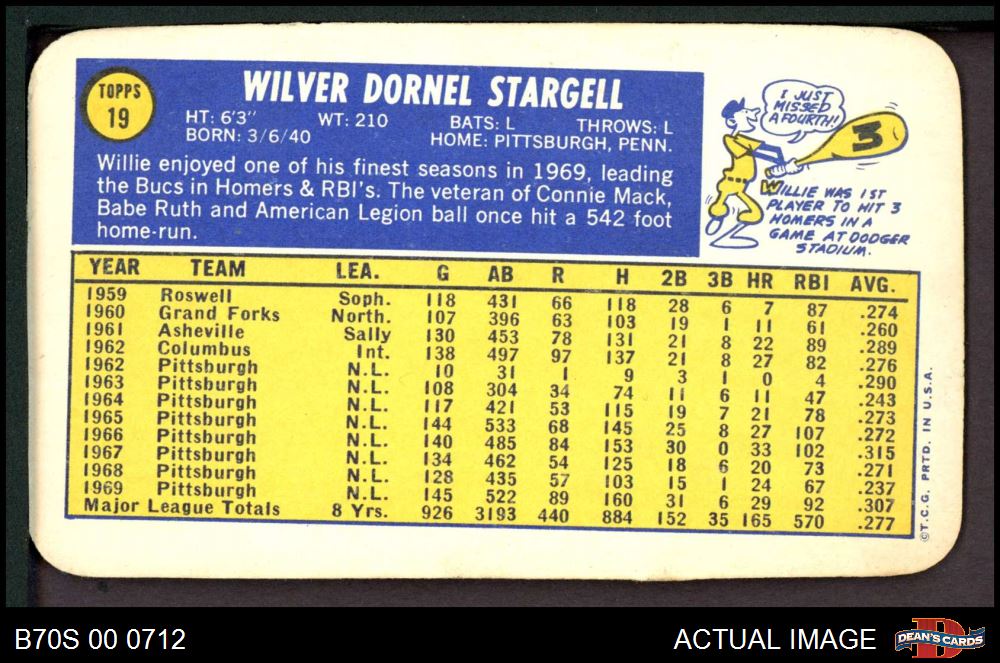 TOPPS
19
WILVER DORNEL STARGELL
HT: 6'3" WT: 210 BATS: L THROWS: L
BORN: 3/6/40 HOME: PITTSBURGH, PENN.
Willie enjoyed one of his finest seasons in 1969, leading
the Bucs in Homers & RBI's. The veteran of Connie Mack,
Babe Ruth and American Legion ball once hit a 542 foot
home-run.
I JUST
MISSED
A FOURTH!
3
WILLIE WAS 1ST
PLAYER TO HIT 3
HOMERS IN A
GAME AT DODGER
STADIUM.
YEAR TEAM LEA. G AB R H 2B 3B HR RBI AVG.
1959 Roswell Soph. 118 431 66 118 28 6 7 87 .274
1960 Grand Forks North. 107 396 63 103 19 1 11 61 .260
1961 Asheville Sally 130 453 78 131 21 8 22 89 .289
1962 Columbus Int. 138 497 97 137 21 8 27 82 .276
1962 Pittsburgh N.L. 10 31 1 9 3 1 0 4 .290
1963 Pittsburgh N.L. 108 304 34 74 11 6 11 47 .243
1964 Pittsburgh N.L. 117 421 53 115 19 7 21 78 .273
1965 Pittsburgh N.L. 144 533 68 145 25 8 27 107 .272
1966 Pittsburgh N.L. 140 485 84 153 30 0 33 102 .315
1967 Pittsburgh N.L. 134 462 54 125 18 6 20 73 .271
1968 Pittsburgh N.L. 128 435 57 103 15 1 24 67 .237
1969 Pittsburgh N.L. 145 522 89 160 31 6 29 92 .307
Major League Totals 8 Yrs. 926 3193 440 884 152 35 165 570 .277
©T.C.G. PRTD. IN U.S.A.
B70S 00 0712
ACTUAL IMAGE
DEAN'S CARDS